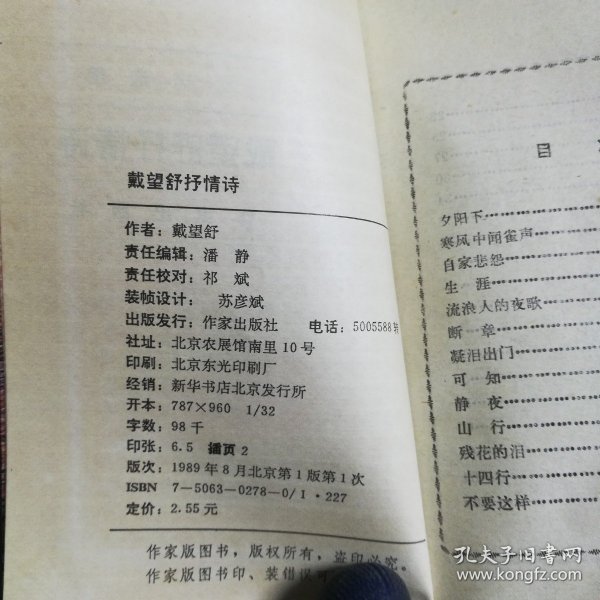 戴望舒抒情诗
作者：戴望舒
责任编辑：潘 静
责任校对：祁 斌
装帧设计： 苏彦斌
出版发行：作家出版社 电话：5005588转
社址：北京农展馆南里10号
印刷：北京东光印刷厂
经销：新华书店北京发行所
开本：787×960 1/32
字数：98千
印张：6.5 插页2
版次：1989年8月北京第1版第1次
ISBN 7-5063-0278-0/I·227
定价：2.55元
作家版图书，版权所有，盗印必究。
作家版图书印、装错误可
目
夕阳下
寒风中闻雀声
自家悲怨
生 涯
流浪人的夜歌
断 章
凝泪出门
可 知
静 夜
山 行
残花的泪
十四行
不要这样
孔夫子旧书网
www.kongfz.com